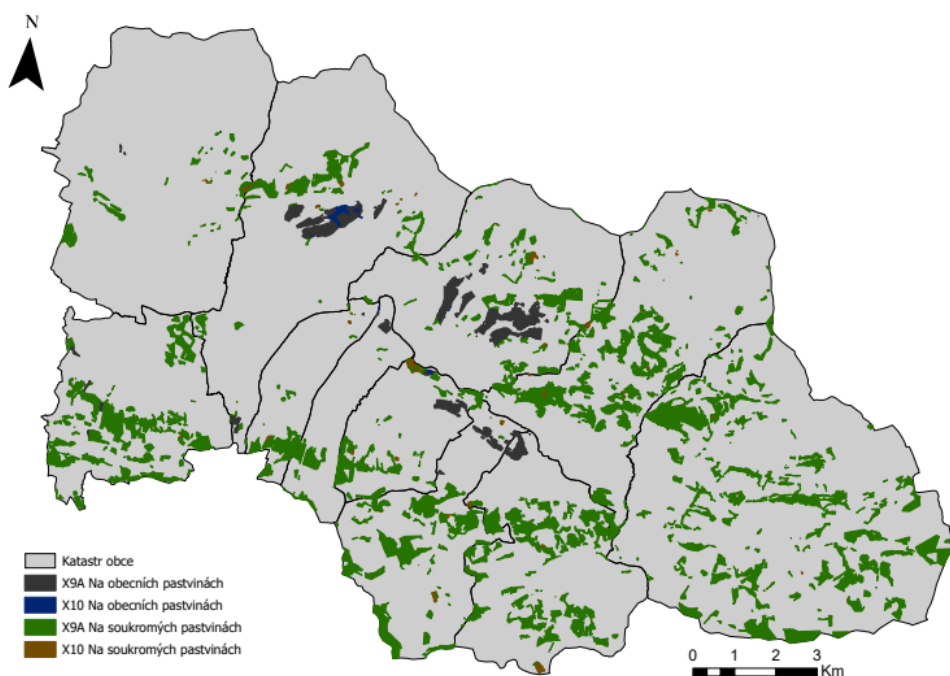 N
Katastr obce
X9A Na obecních pastvinách
X10 Na obecních pastvinách
X9A Na soukromých pastvinách
X10 Na soukromých pastvinách
0 1 2 3
Km